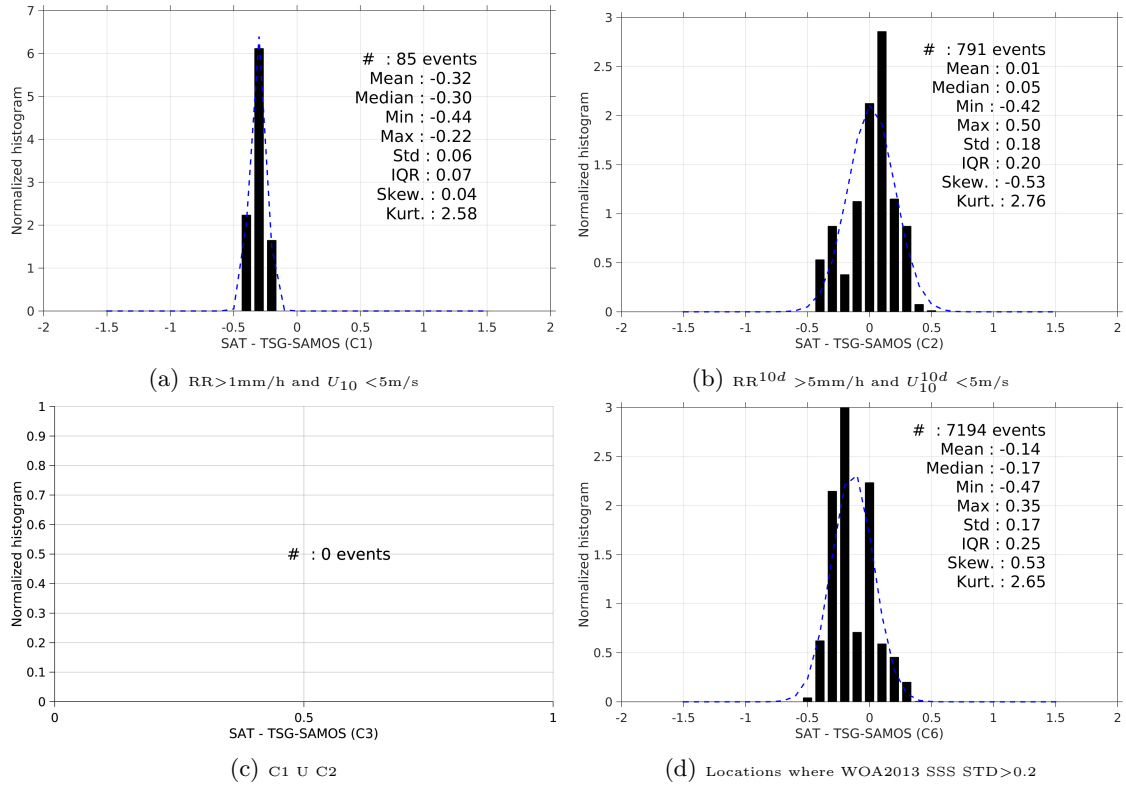 7
6
5
4
3
2
1
0
Normalized histogram
# : 85 events
Mean : -0.32
Median : -0.30
Min : -0.44
Max : -0.22
Std : 0.06
IQR : 0.07
Skew. : 0.04
Kurt. : 2.58
-2 -1.5 -1 -0.5 0 0.5 1 1.5 2
SAT - TSG-SAMOS (C1)
(a) RR>1mm/h and U10 <5m/s
3
2.5
2
1.5
1
0.5
0
Normalized histogram
# : 791 events
Mean : 0.01
Median : 0.05
Min : -0.42
Max : 0.50
Std : 0.18
IQR : 0.20
Skew. : -0.53
Kurt. : 2.76
-2 -1.5 -1 -0.5 0 0.5 1 1.5 2
SAT - TSG-SAMOS (C2)
(b) RR^10d >5mm/h and U10^10d <5m/s
1
0.9
0.8
0.7
0.6
0.5
0.4
0.3
0.2
0.1
0
Normalized histogram
# : 0 events
0 0.5 1
SAT - TSG-SAMOS (C3)
(c) C1 U C2
3
2.5
2
1.5
1
0.5
0
Normalized histogram
# : 7194 events
Mean : -0.14
Median : -0.17
Min : -0.47
Max : 0.35
Std : 0.17
IQR : 0.25
Skew. : 0.53
Kurt. : 2.65
-2 -1.5 -1 -0.5 0 0.5 1 1.5 2
SAT - TSG-SAMOS (C6)
(d) Locations where WOA2013 SSS STD>0.2